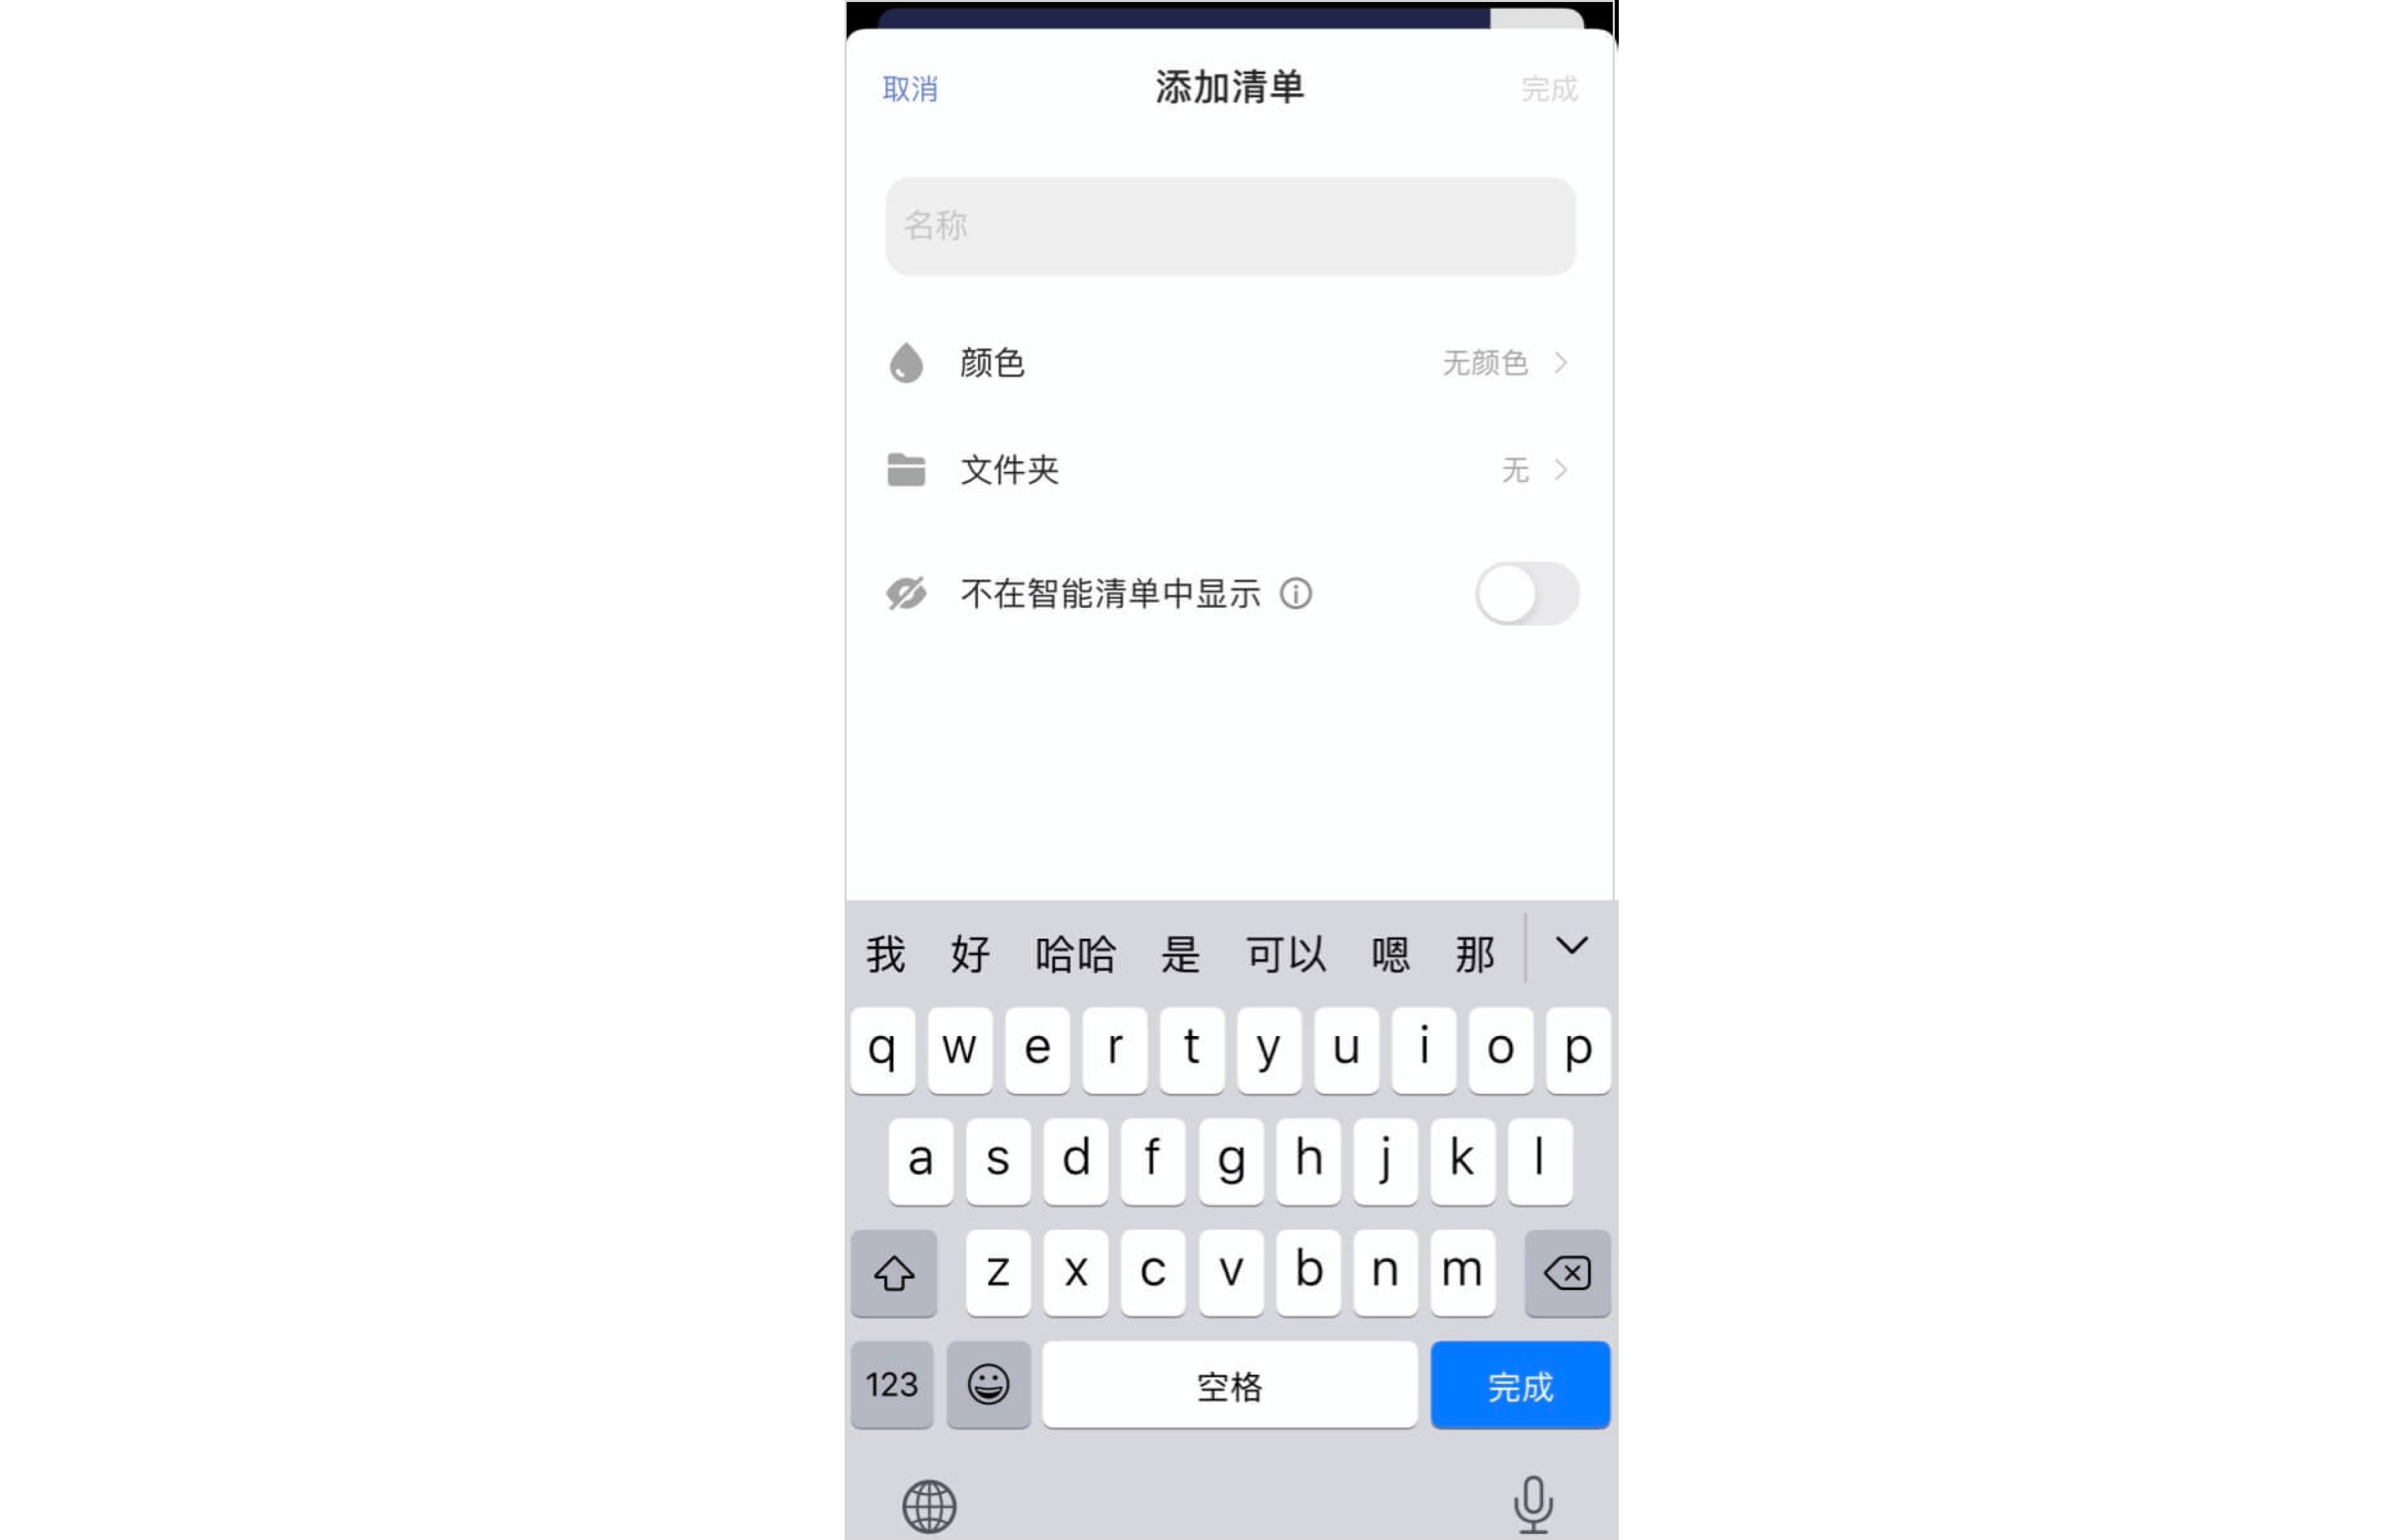 取消 添加清单 完成
名称
颜色 无颜色
文件夹 无
不在智能清单中显示
我 好 哈哈 是 可以 嗯 那
q w e r t y u i o p
a s d f g h j k l
z x c v b n m
123 空格 完成